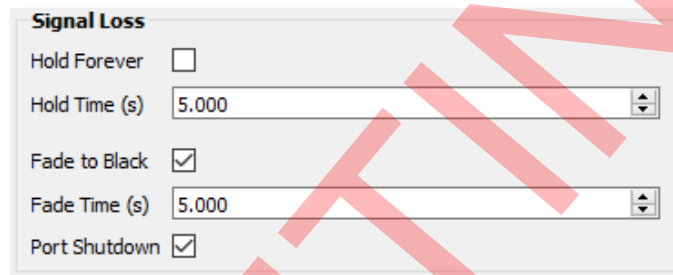 Signal Loss
Hold Forever
Hold Time (s) 5.000
Fade to Black
Fade Time (s) 5.000
Port Shutdown